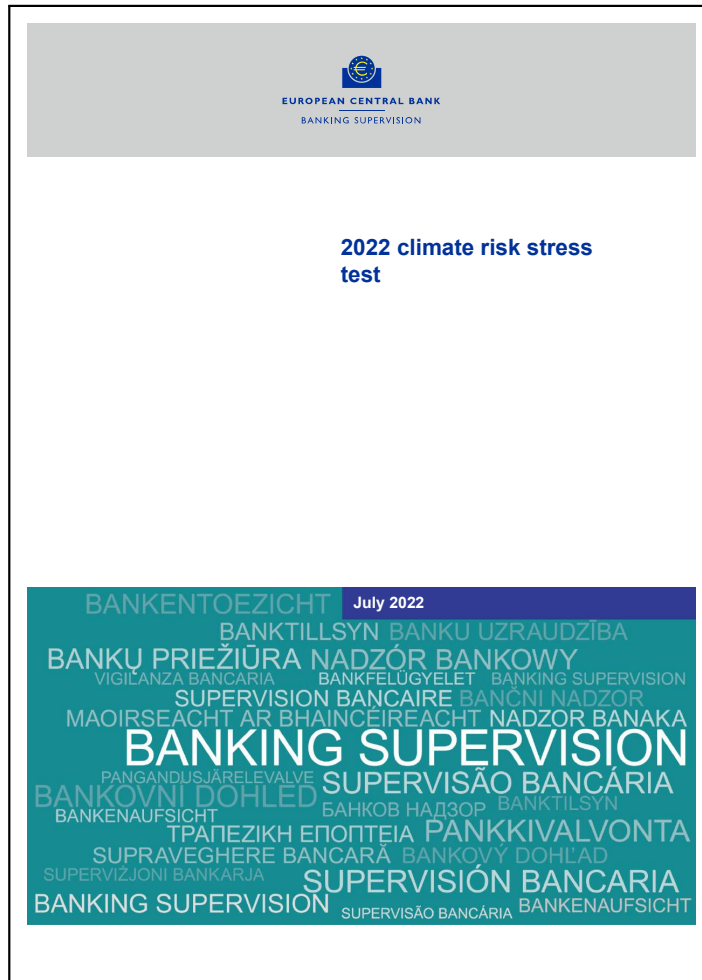 EUROPEAN CENTRAL BANK
BANKING SUPERVISION
2022 climate risk stress
test
July 2022
BANKENTOEZICHT
BANKTILLSYN BANKU UZRAUDZĪBA
BANKŲ PRIEŽIŪRA NADZÓR BANKOWY
VIGILANZA BANCARIA BANKFELÜGYELET BANKING SUPERVISION
SUPERVISION BANCAIRE BANČNI NADZOR
MAOIRSEACHT AR BHAINCÉIREACHT NADZOR BANAKA
BANKING SUPERVISION
PANGANDUSJÄRELEVALVE SUPERVISÃO BANCÁRIA
BANKOVNI DOHLED БАНКОВ НАДЗОР BANKTILSYN
BANKENAUFSICHT
ΤΡΑΠΕΖΙΚΗ ΕΠΟΠΤΕΙΑ PANKKIVALVONTA
SUPRAVEGHERE BANCARĂ BANKOVÝ DOHĽAD
SUPERVIŻJONI BANKARJA SUPERVISIÓN BANCARIA
BANKING SUPERVISION SUPERVISÃO BANCÁRIA BANKENAUFSICHT